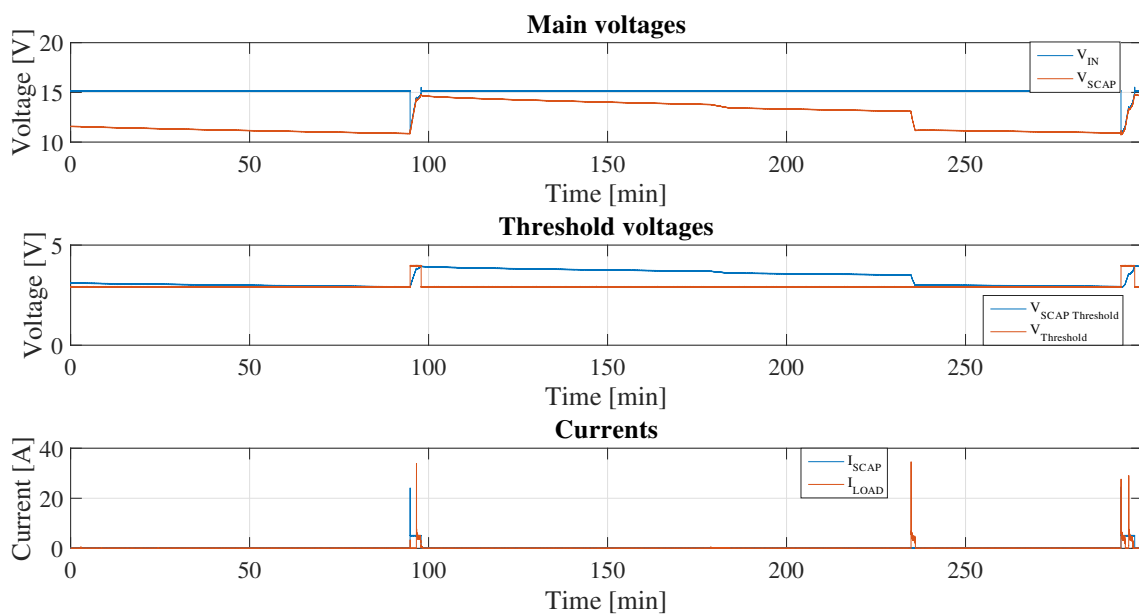 Main voltages
Voltage [V]
20
15
10
V_IN
V_SCAP
0 50 100 150 200 250
Time [min]
Threshold voltages
Voltage [V]
5
0
V_SCAP Threshold
V_Threshold
0 50 100 150 200 250
Time [min]
Currents
Current [A]
40
20
0
I_SCAP
I_LOAD
0 50 100 150 200 250
Time [min]